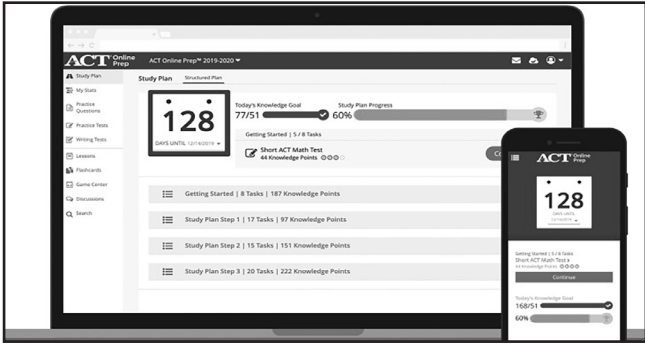 ACT Online Prep
ACT Online Prep™ 2019-2020
Study Plan
My Stats
Practice Questions
Practice Tests
Writing Tests
Lessons
Flashcards
Game Center
Discussions
Search
Study Plan Structured Plan
128
DAYS UNTIL 12/14/2019
Today's Knowledge Goal
77/51
Study Plan Progress
60%
Getting Started | 5 / 8 Tasks
Short ACT Math Test
44 Knowledge Points
Getting Started | 8 Tasks | 187 Knowledge Points
Study Plan Step 1 | 17 Tasks | 97 Knowledge Points
Study Plan Step 2 | 15 Tasks | 151 Knowledge Points
Study Plan Step 3 | 20 Tasks | 222 Knowledge Points
ACT Online Prep
128
DAYS UNTIL
12/14/2019
Getting Started | 5 / 8 Tasks
Short ACT Math Test
44 Knowledge Points
Continue
Today's Knowledge Goal
168/51
60%